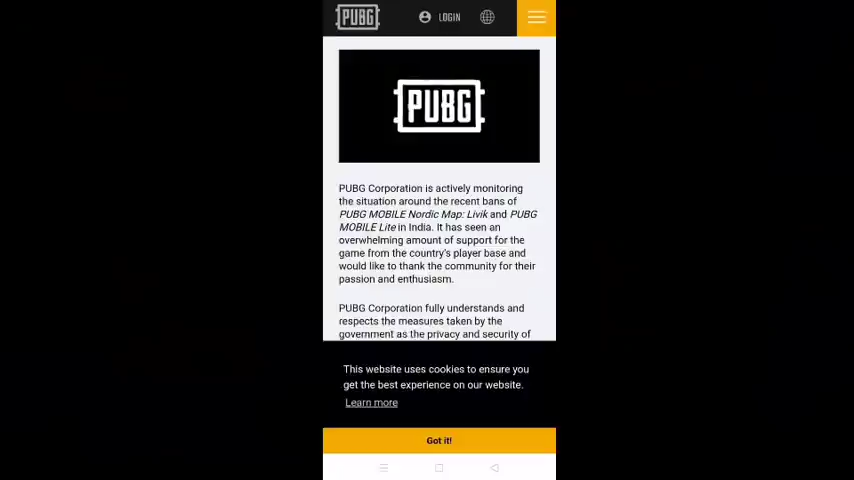 PUBG
LOGIN
PUBG
PUBG Corporation is actively monitoring
the situation around the recent bans of
PUBG MOBILE Nordic Map: Livik and PUBG
MOBILE Lite in India. It has seen an
overwhelming amount of support for the
game from the country's player base and
would like to thank the community for their
passion and enthusiasm.
PUBG Corporation fully understands and
respects the measures taken by the
government as the privacy and security of
This website uses cookies to ensure you
get the best experience on our website.
Learn more
Got it!